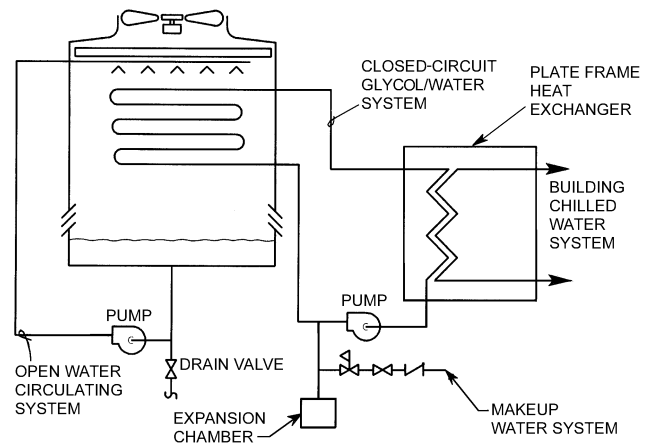 CLOSED-CIRCUIT
GLYCOL/WATER
SYSTEM
PLATE FRAME
HEAT
EXCHANGER
BUILDING
CHILLED
WATER
SYSTEM
PUMP
PUMP
OPEN WATER
CIRCULATING
SYSTEM
DRAIN VALVE
EXPANSION
CHAMBER
MAKEUP
WATER SYSTEM